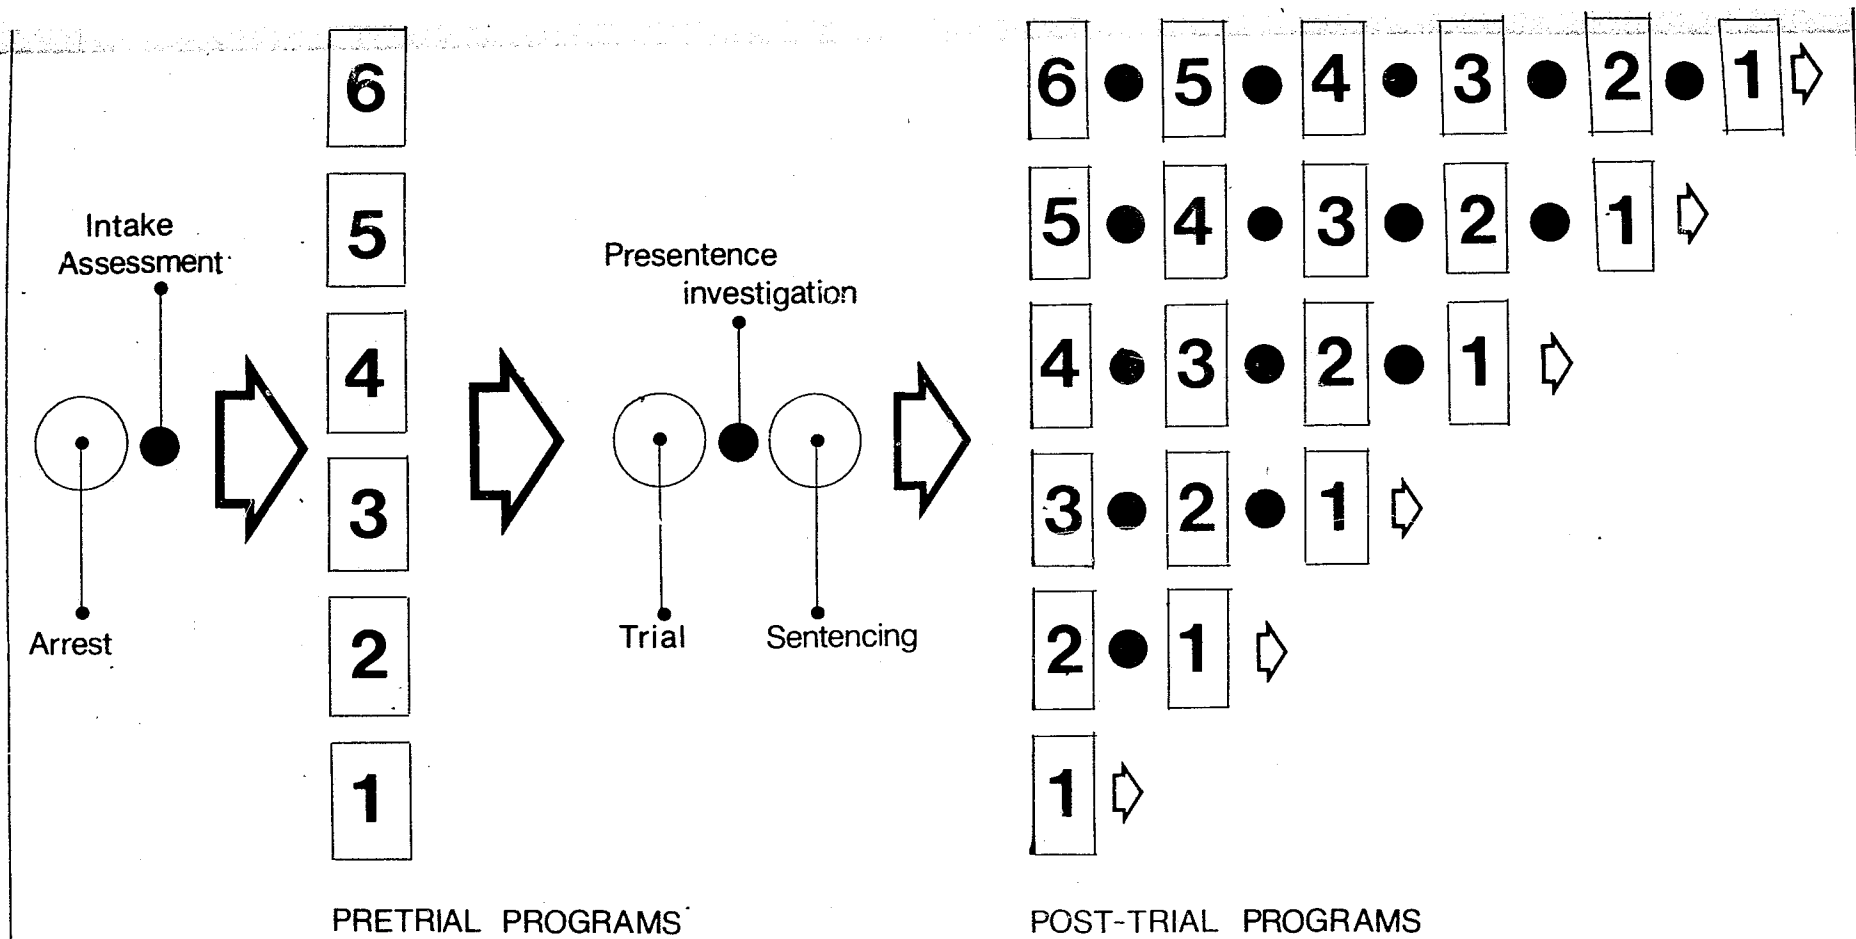 Intake
Assessment
Arrest
6
5
4
3
2
1
PRETRIAL PROGRAMS
Presentence
investigation
Trial
Sentencing
6 5 4 3 2 1
5 4 3 2 1
4 3 2 1
3 2 1
2 1
1
POST-TRIAL PROGRAMS